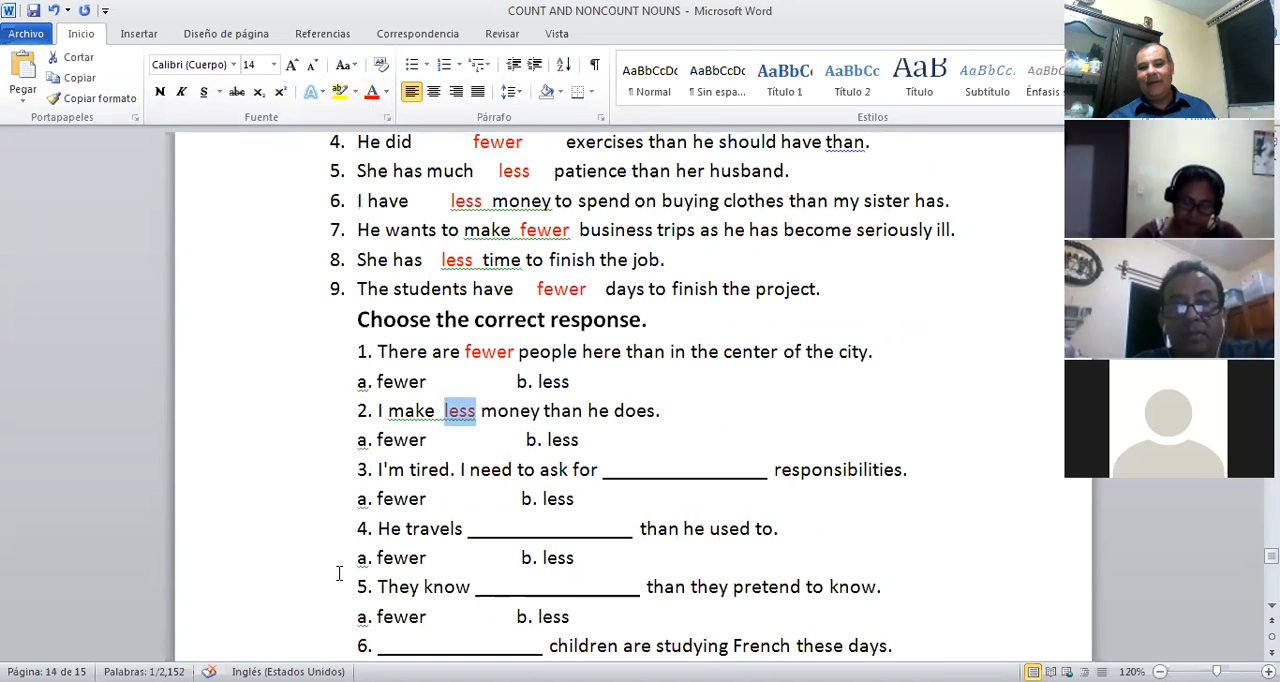 COUNT AND NONCOUNT NOUNS - Microsoft Word
Archivo Inicio Insertar Diseño de página Referencias Correspondencia Revisar Vista
Pegar
Cortar
Copiar
Copiar formato
Portapapeles
Calibri (Cuerpo) 14
N K S abc x₂ x²
Fuente
Párrafo
AaBbCcDc AaBbCcDc AaBbC AaBbCc AaB AaBbCc AaBbCc
¶ Normal ¶ Sin espa... Título 1 Título 2 Título Subtítulo Énfasis
Estilos
4. He did fewer exercises than he should have than.
5. She has much less patience than her husband.
6. I have less money to spend on buying clothes than my sister has.
7. He wants to make fewer business trips as he has become seriously ill.
8. She has less time to finish the job.
9. The students have fewer days to finish the project.
Choose the correct response.
1. There are fewer people here than in the center of the city.
a. fewer b. less
2. I make less money than he does.
a. fewer b. less
3. I'm tired. I need to ask for ________________ responsibilities.
a. fewer b. less
4. He travels ________________ than he used to.
a. fewer b. less
5. They know ________________ than they pretend to know.
a. fewer b. less
6. ________________ children are studying French these days.
Página: 14 de 15 Palabras: 1/2,152 Inglés (Estados Unidos) 120%